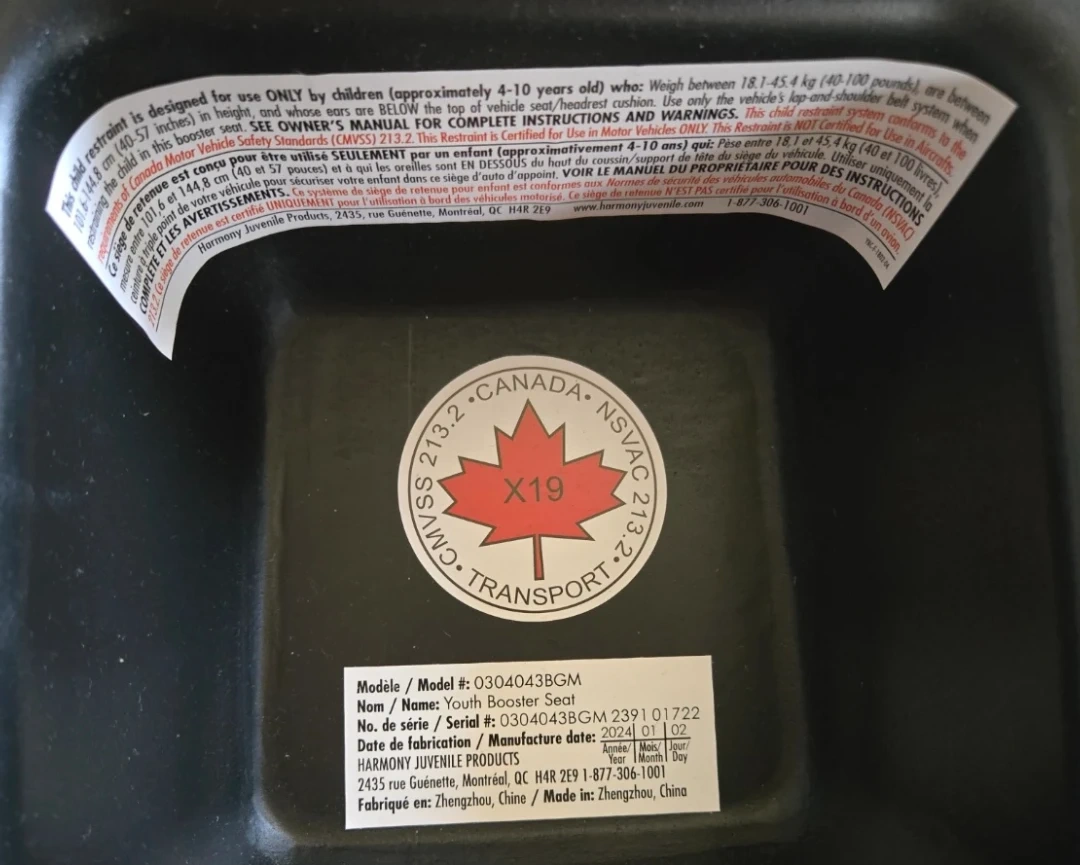 This child restraint is designed for use ONLY by children (approximately 4-10 years old) who: Weigh between 18.1-45.4 kg (40-100 pounds), are between
101.6-144.8 cm (40-57 inches) in height, and whose ears are BELOW the top of vehicle seat/headrest cushion. Use only the vehicle's lap-and-shoulder belt system when
restraining the child in this booster seat. SEE OWNER'S MANUAL FOR COMPLETE INSTRUCTIONS AND WARNINGS. This child restraint system conforms to the
requirements of Canada Motor Vehicle Safety Standards (CMVSS) 213.2. This Restraint is Certified for Use in Motor Vehicles ONLY. This Restraint is NOT Certified for Use in Aircrafts.
Ce siège de retenue est conçu pour être utilisé SEULEMENT par un enfant (approximativement 4-10 ans) qui: Pèse entre 18,1 et 45,4 kg (40 et 100 livres),
mesure entre 101,6 et 144,8 cm (40 et 57 pouces) et à qui les oreilles sont EN DESSOUS du haut du coussin/support de tête du siège du véhicule. Utiliser uniquement la
ceinture à triple point de votre véhicule pour sécuriser votre enfant dans ce siège d'auto d'appoint. VOIR LE MANUEL DU PROPRIÉTAIRE POUR DES INSTRUCTIONS
COMPLÈTE ET LES AVERTISSEMENTS. Ce système de siège de retenue pour enfant est conformes aux Normes de sécurité des véhicules automobiles du Canada (NSVAC)
213.2. Ce siège de retenue est certifié UNIQUEMENT pour l'utilisation à bord des véhicules motorisé. Ce siège de retenue N'EST PAS certifié pour l'utilisation à bord d'un avion.
Harmony Juvenile Products, 2435, rue Guénette, Montréal, QC H4R 2E9 www.harmonyjuvenile.com 1-877-306-1001
CMVSS 213.2 • CANADA • NSVAC 213.2 • TRANSPORT •
X19
Modèle / Model #: 0304043BGM
Nom / Name: Youth Booster Seat
No. de série / Serial #: 0304043BGM 2391 01722
Date de fabrication / Manufacture date: 2024 01 02
Année/ Mois/ Jour/
Year Month Day
HARMONY JUVENILE PRODUCTS
2435 rue Guénette, Montréal, QC H4R 2E9 1-877-306-1001
Fabriqué en: Zhengzhou, Chine / Made in: Zhengzhou, China